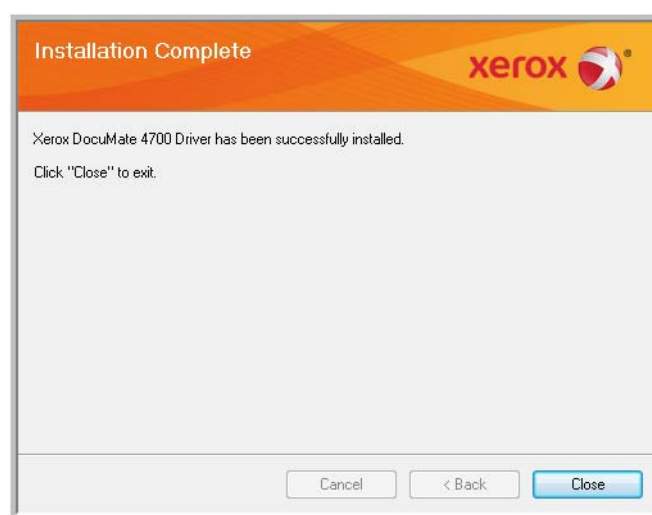 Installation Complete
xerox
Xerox DocuMate 4700 Driver has been successfully installed.
Click "Close" to exit.
Cancel
< Back
Close